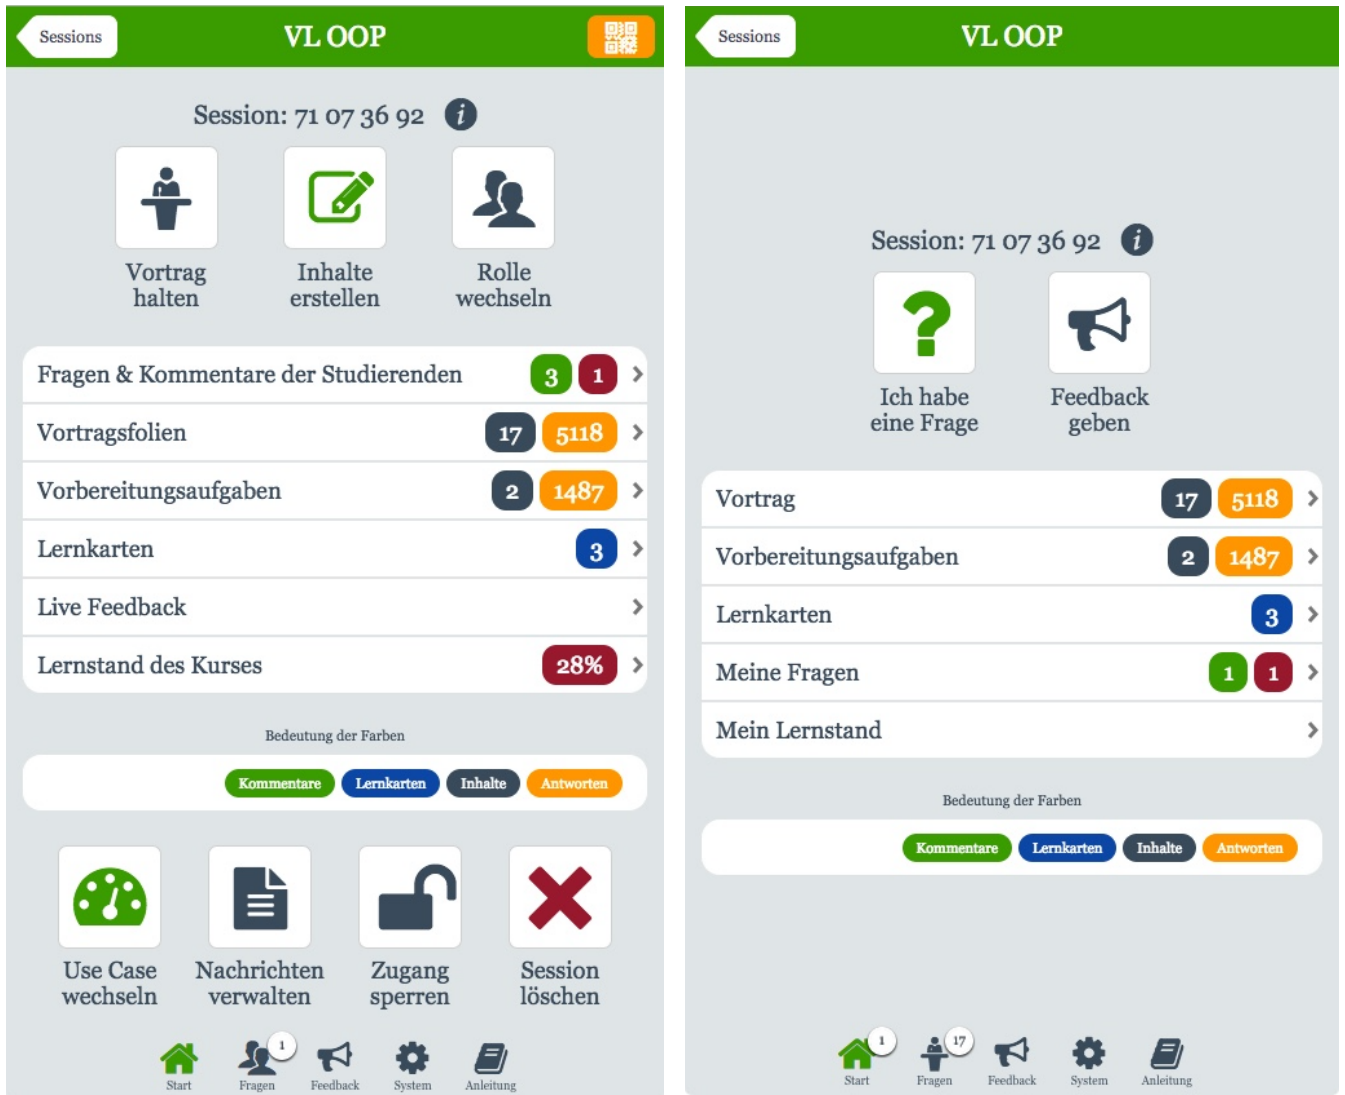 Sessions
VL OOP
Session: 71 07 36 92 i
Vortrag
halten
Inhalte
erstellen
Rolle
wechseln
Fragen & Kommentare der Studierenden 3 1
Vortragsfolien 17 5118
Vorbereitungsaufgaben 2 1487
Lernkarten 3
Live Feedback
Lernstand des Kurses 28%
Bedeutung der Farben
Kommentare Lernkarten Inhalte Antworten
Use Case
wechseln
Nachrichten
verwalten
Zugang
sperren
Session
löschen
1
Start Fragen Feedback System Anleitung
Sessions
VL OOP
Session: 71 07 36 92 i
Ich habe
eine Frage
Feedback
geben
Vortrag 17 5118
Vorbereitungsaufgaben 2 1487
Lernkarten 3
Meine Fragen 1 1
Mein Lernstand
Bedeutung der Farben
Kommentare Lernkarten Inhalte Antworten
1 17
Start Fragen Feedback System Anleitung